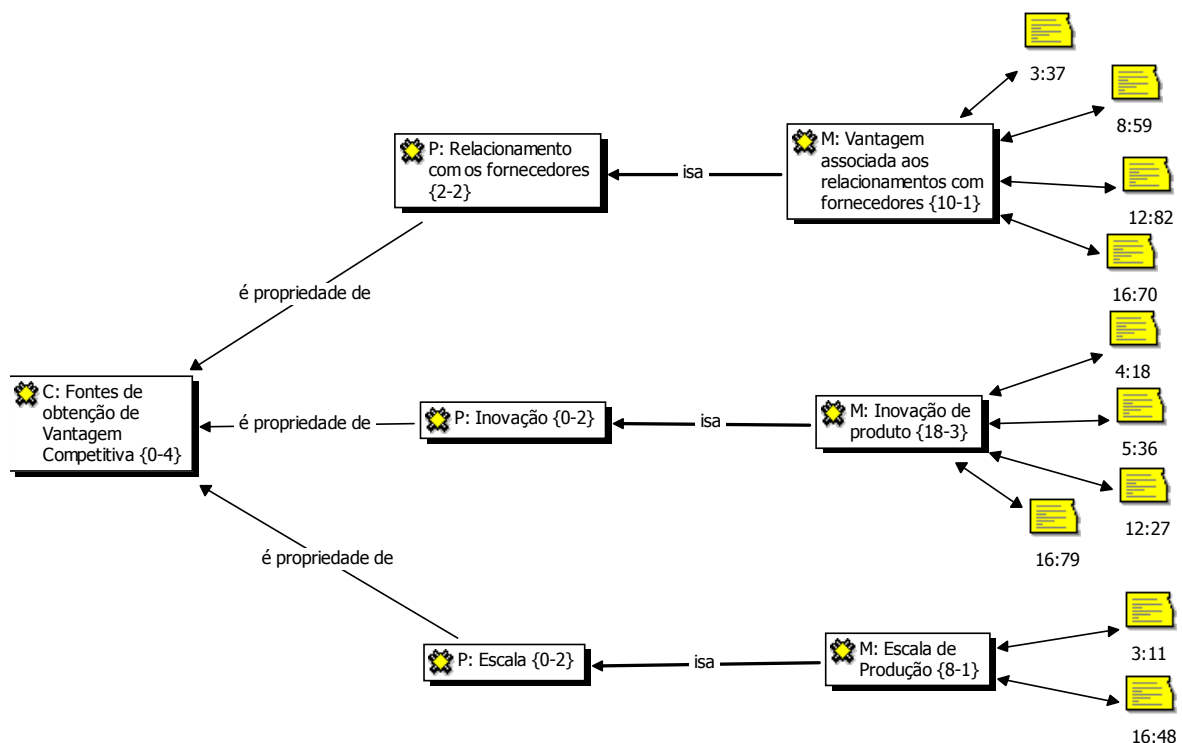 3:37
8:59
P: Relacionamento
com os fornecedores
{2-2}
isa
M: Vantagem
associada aos
relacionamentos com
fornecedores {10-1}
12:82
16:70
é propriedade de
4:18
C: Fontes de
obtenção de
Vantagem
Competitiva {0-4}
é propriedade de
P: Inovação {0-2}
isa
M: Inovação de
produto {18-3}
5:36
12:27
16:79
é propriedade de
P: Escala {0-2}
isa
M: Escala de
Produção {8-1}
3:11
16:48